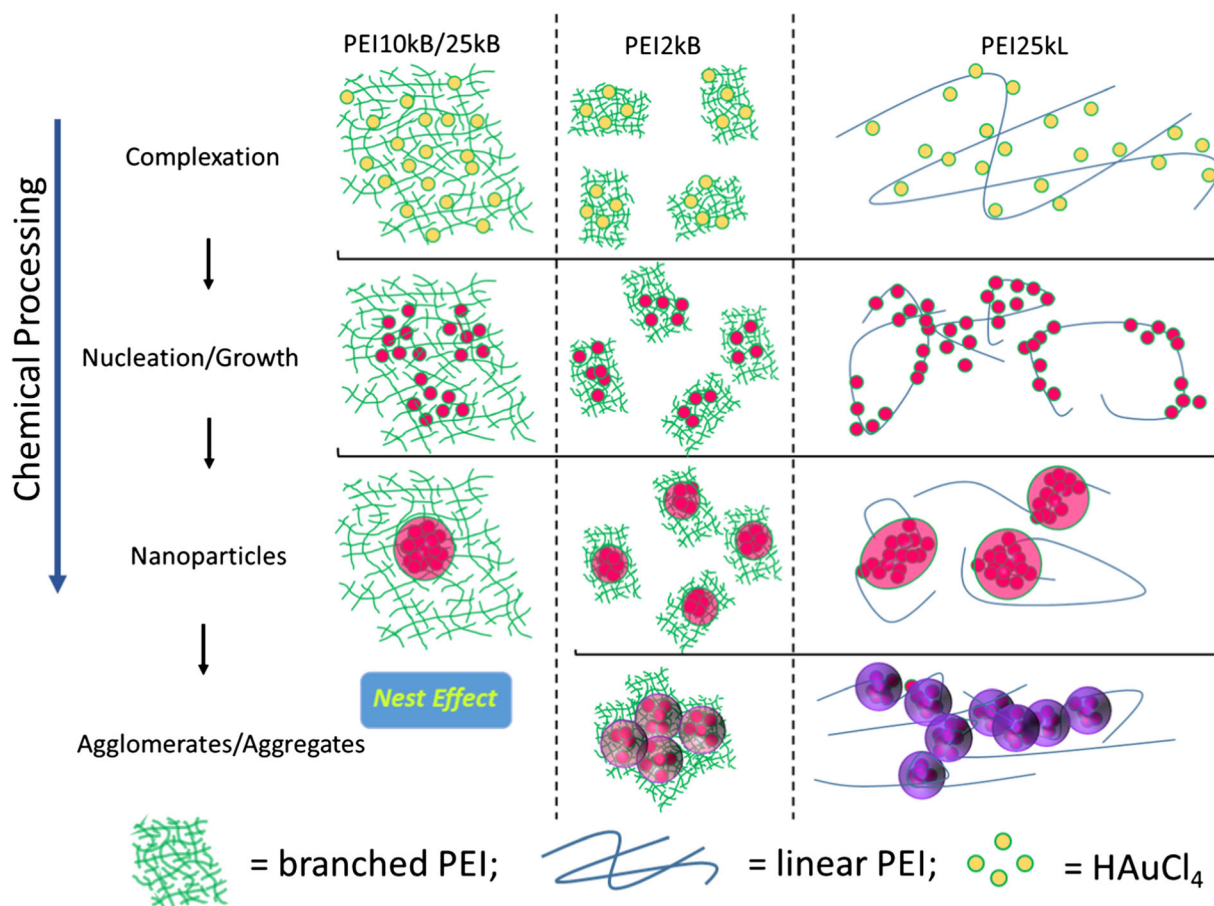 PEI10kB/25kB
PEI2kB
PEI25kL
Chemical Processing
Complexation
Nucleation/Growth
Nanoparticles
Nest Effect
Agglomerates/Aggregates
= branched PEI;
= linear PEI;
= HAuCl₄